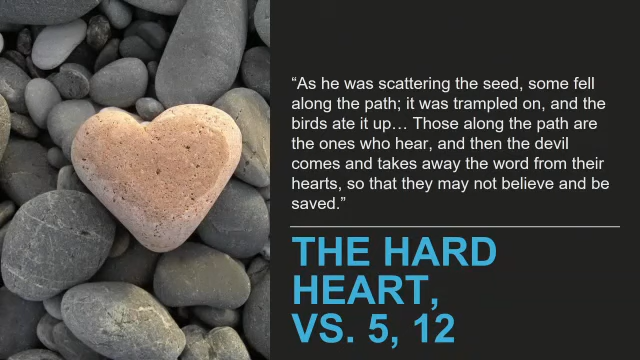 “As he was scattering the seed, some fell
along the path; it was trampled on, and the
birds ate it up… Those along the path are
the ones who hear, and then the devil
comes and takes away the word from their
hearts, so that they may not believe and be
saved.”
THE HARD
HEART,
VS. 5, 12